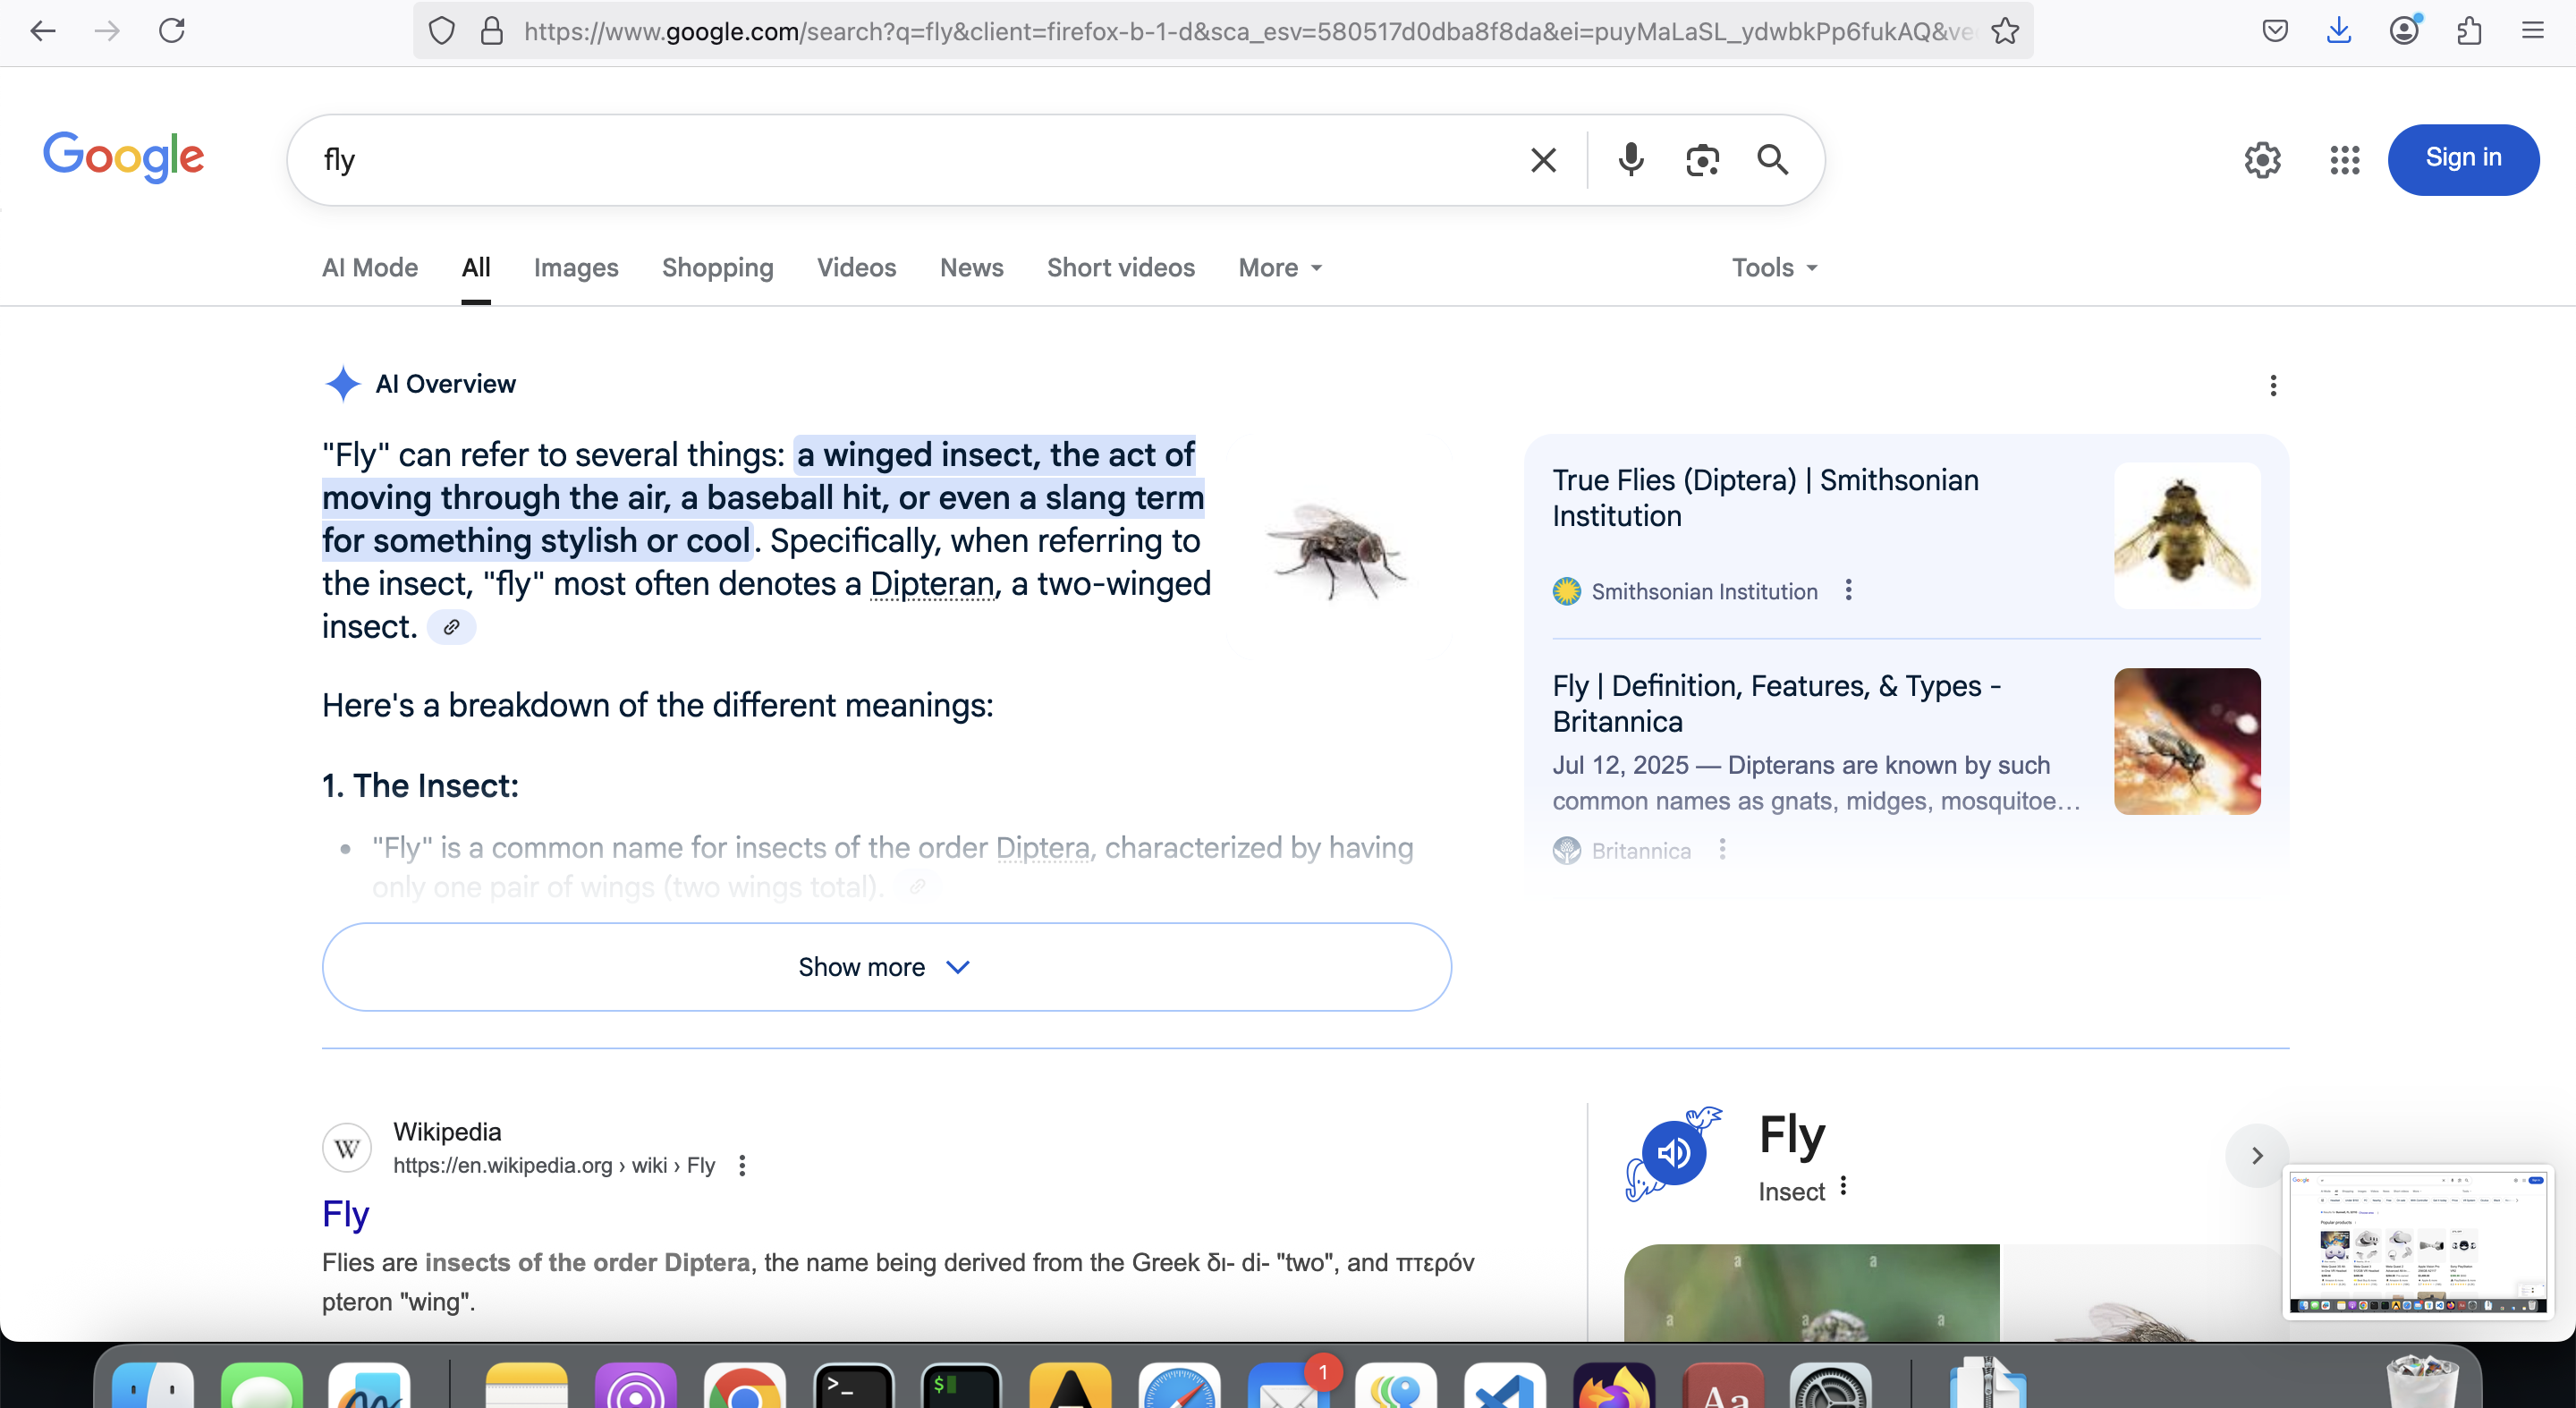 https://www.google.com/search?q=fly&client=firefox-b-1-d&sca_esv=580517d0dba8f8da&ei=puyMaLaSL_ydwbkPp6fukAQ&ve
Google
fly
Sign in
AI Mode
All
Images
Shopping
Videos
News
Short videos
More
Tools
AI Overview
"Fly" can refer to several things: a winged insect, the act of
moving through the air, a baseball hit, or even a slang term
for something stylish or cool. Specifically, when referring to
the insect, "fly" most often denotes a Dipteran, a two-winged
insect.
Here's a breakdown of the different meanings:
1. The Insect:
• "Fly" is a common name for insects of the order Diptera, characterized by having
only one pair of wings (two wings total).
Show more
True Flies (Diptera) | Smithsonian
Institution
Smithsonian Institution
Fly | Definition, Features, & Types -
Britannica
Jul 12, 2025 — Dipterans are known by such
common names as gnats, midges, mosquitoe…
Britannica
W
Wikipedia
https://en.wikipedia.org › wiki › Fly
Fly
Flies are insects of the order Diptera, the name being derived from the Greek δι- di- "two", and πτερόν
pteron "wing".
Fly
Insect
a a
a a a
>_
$
1
Aa